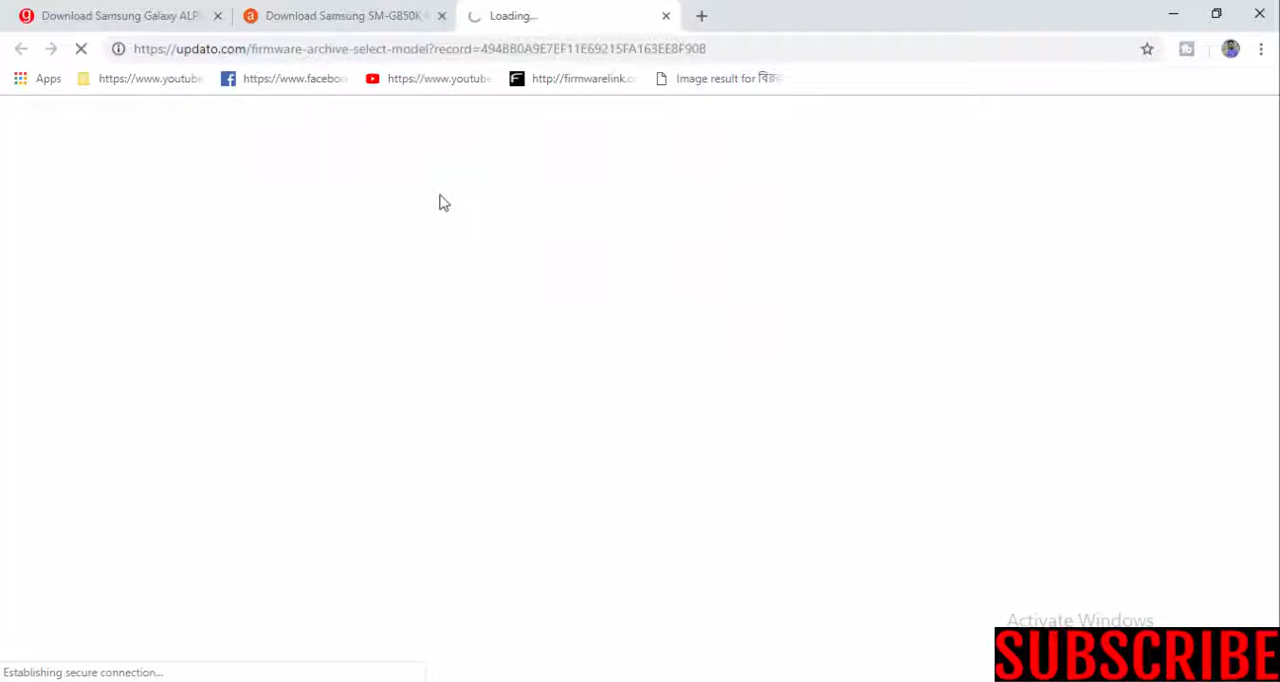 Download Samsung Galaxy ALP
Download Samsung SM-G850K
Loading...
https://updato.com/firmware-archive-select-model?record=494BB0A9E7EF11E69215FA163EE8F90B
Apps
https://www.youtube
https://www.faceboo
https://www.youtube
http://firmwarelink.co
Image result for
Activate Windows
SUBSCRIBE
Establishing secure connection...